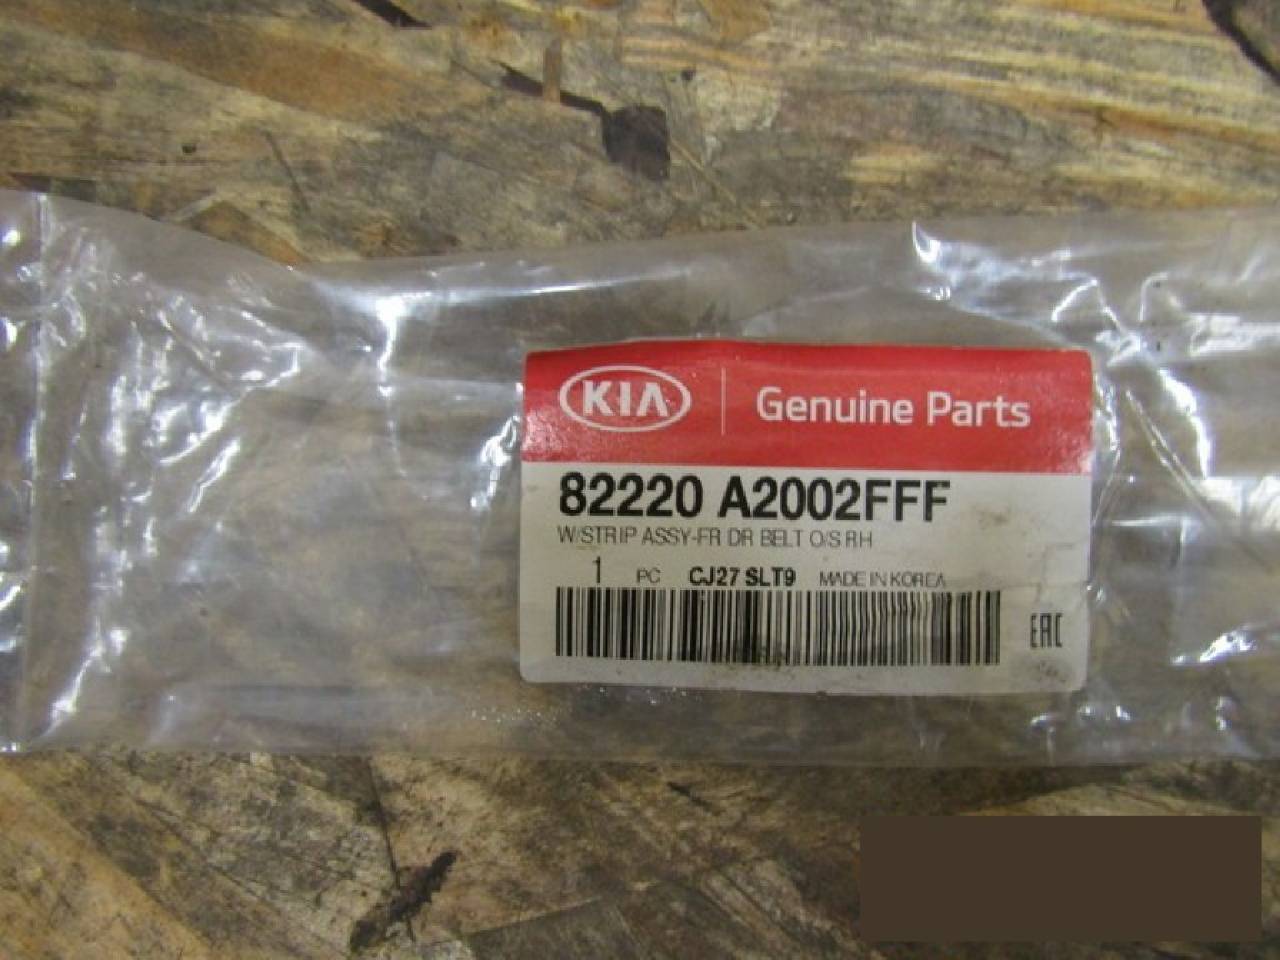 KIA Genuine Parts
82220 A2002FFF
W/STRIP ASSY-FR DR BELT O/S RH
1 PC CJ27 SLT9 MADE IN KOREA
EAC